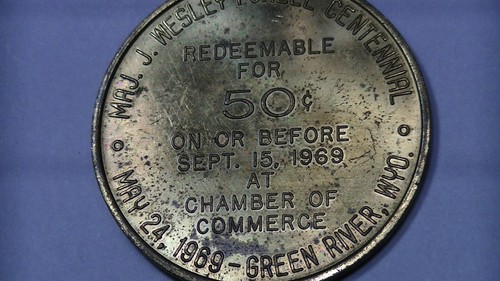 MAJ. J. WESLEY POWELL CENTENNIAL
REDEEMABLE
FOR
50¢
ON OR BEFORE
SEPT. 15, 1969
AT
CHAMBER OF
COMMERCE
MAY 24, 1969 - GREEN RIVER, WYO.